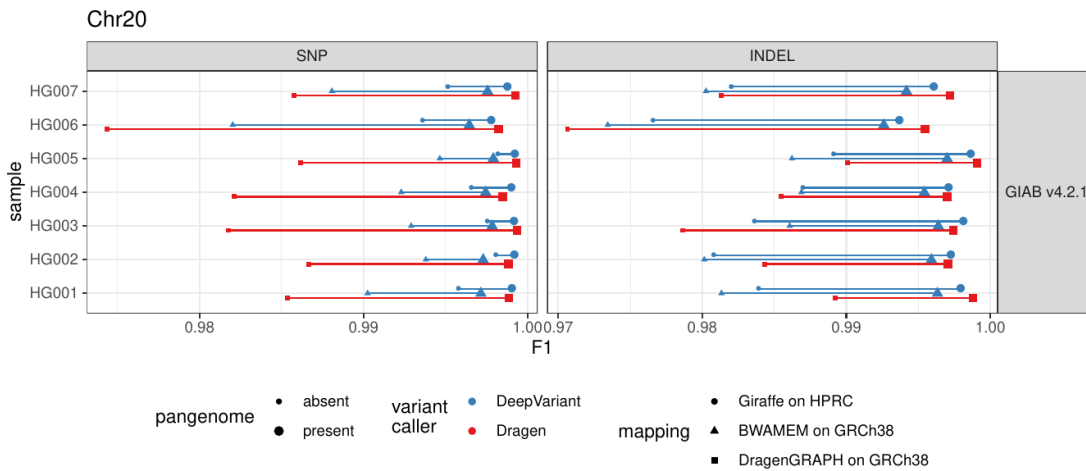 Chr20
SNP
INDEL
HG007
HG006
HG005
HG004
HG003
HG002
HG001
sample
GIAB v4.2.1
0.98
0.99
1.00
0.97
0.98
0.99
1.00
F1
pangenome
absent
present
variant
caller
DeepVariant
Dragen
mapping
Giraffe on HPRC
BWAMEM on GRCh38
DragenGRAPH on GRCh38